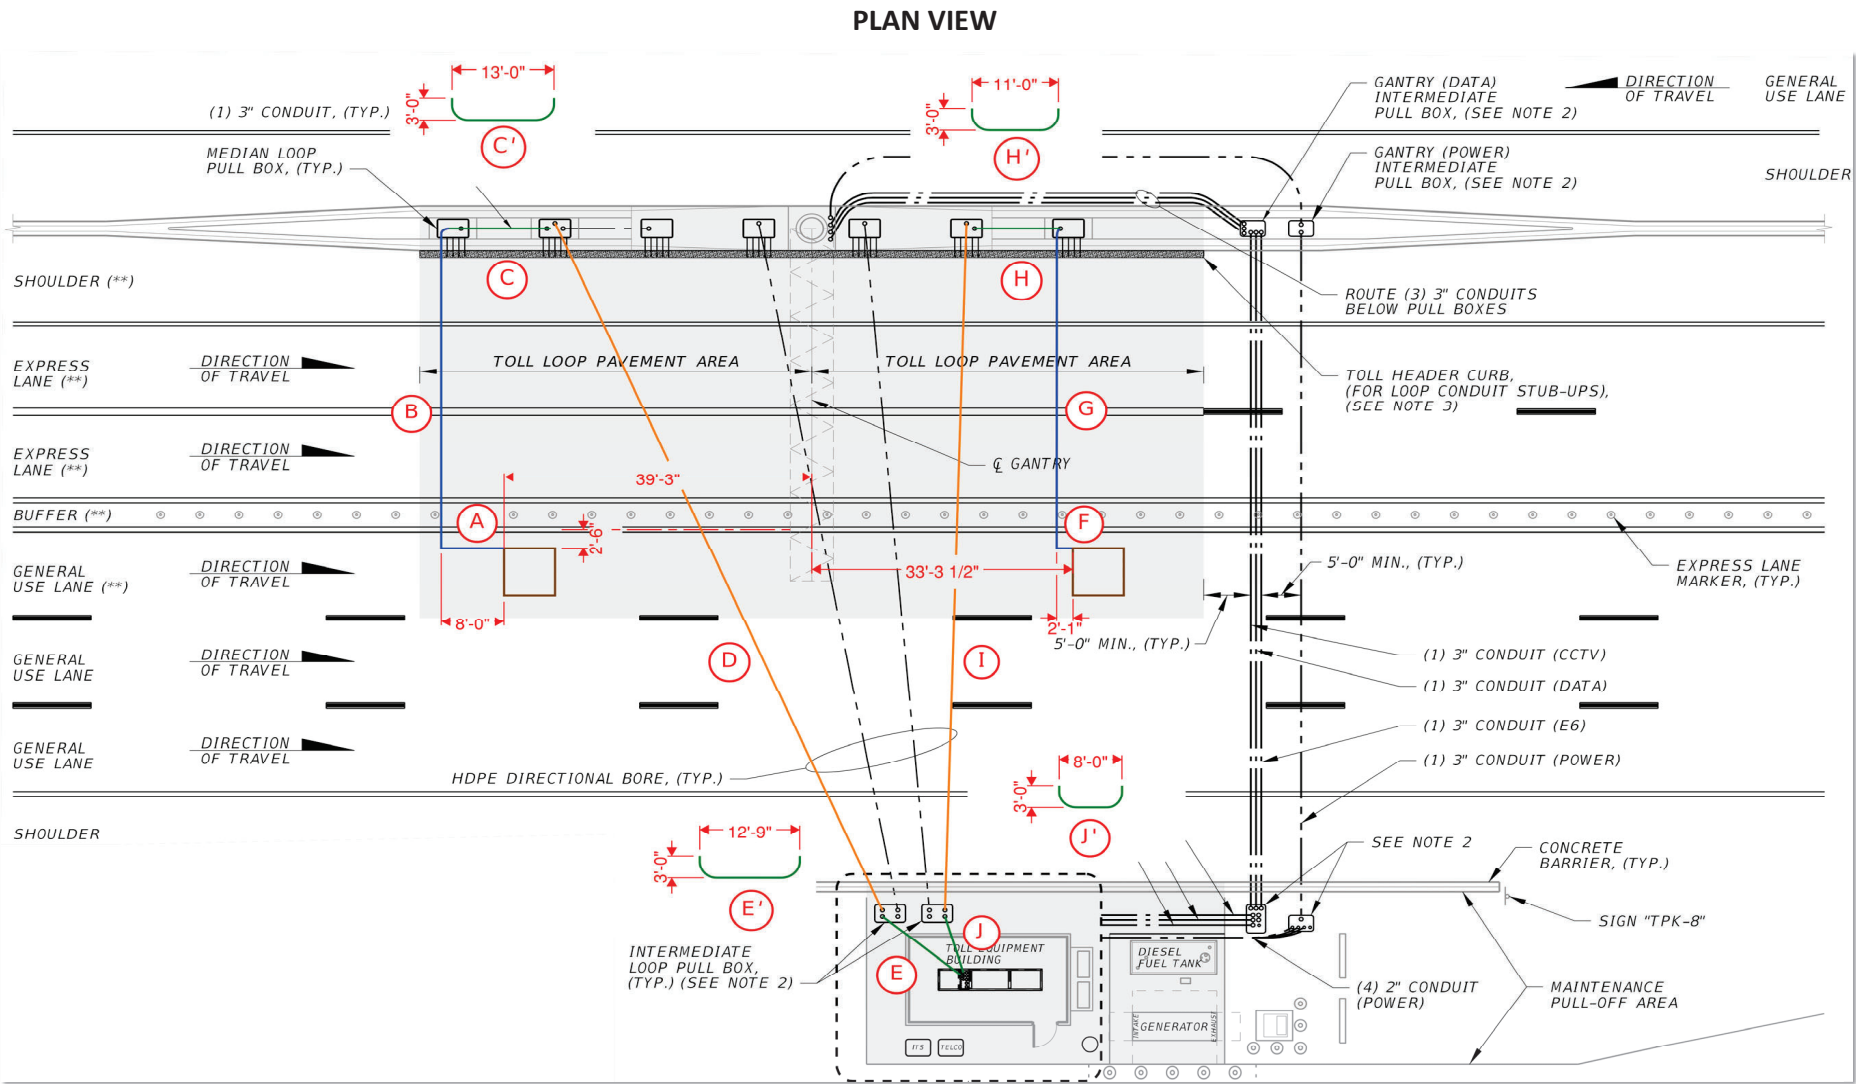 PLAN VIEW
13'-0"
3'-0"
C'
11'-0"
3'-0"
H'
(1) 3" CONDUIT, (TYP.)
MEDIAN LOOP
PULL BOX, (TYP.)
GANTRY (DATA)
INTERMEDIATE
PULL BOX, (SEE NOTE 2)
DIRECTION
OF TRAVEL
GENERAL
USE LANE
GANTRY (POWER)
INTERMEDIATE
PULL BOX, (SEE NOTE 2)
SHOULDER
C
H
SHOULDER (**)
ROUTE (3) 3" CONDUITS
BELOW PULL BOXES
EXPRESS
LANE (**)
DIRECTION
OF TRAVEL
TOLL LOOP PAVEMENT AREA
TOLL LOOP PAVEMENT AREA
TOLL HEADER CURB,
(FOR LOOP CONDUIT STUB-UPS),
(SEE NOTE 3)
B
G
EXPRESS
LANE (**)
DIRECTION
OF TRAVEL
℄ GANTRY
39'-3"
BUFFER (**)
A
F
2'-6"
GENERAL
USE LANE (**)
DIRECTION
OF TRAVEL
33'-3 1/2"
5'-0" MIN., (TYP.)
EXPRESS LANE
MARKER, (TYP.)
8'-0"
2'-1"
5'-0" MIN., (TYP.)
GENERAL
USE LANE
DIRECTION
OF TRAVEL
D
I
(1) 3" CONDUIT (CCTV)
(1) 3" CONDUIT (DATA)
(1) 3" CONDUIT (E6)
(1) 3" CONDUIT (POWER)
GENERAL
USE LANE
DIRECTION
OF TRAVEL
HDPE DIRECTIONAL BORE, (TYP.)
8'-0"
3'-0"
J'
SHOULDER
12'-9"
3'-0"
E'
SEE NOTE 2
CONCRETE
BARRIER, (TYP.)
SIGN "TPK-8"
INTERMEDIATE
LOOP PULL BOX,
(TYP.) (SEE NOTE 2)
J
E
TOLL EQUIPMENT
BUILDING
DIESEL
FUEL TANK
(4) 2" CONDUIT
(POWER)
MAINTENANCE
PULL-OFF AREA
INTAKE
GENERATOR
EXHAUST
ITS
TELCO